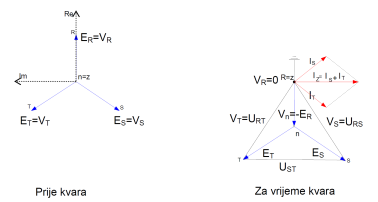 Re
R
E_R=V_R
Im
n=z
T
S
E_T=V_T
E_S=V_S
Prije kvara
I_S
V_R=0
R=z
I_Z=I_S+I_T
I_T
V_n=-E_R
V_T=U_RT
V_S=U_RS
n
E_T
E_S
T
S
U_ST
Za vrijeme kvara